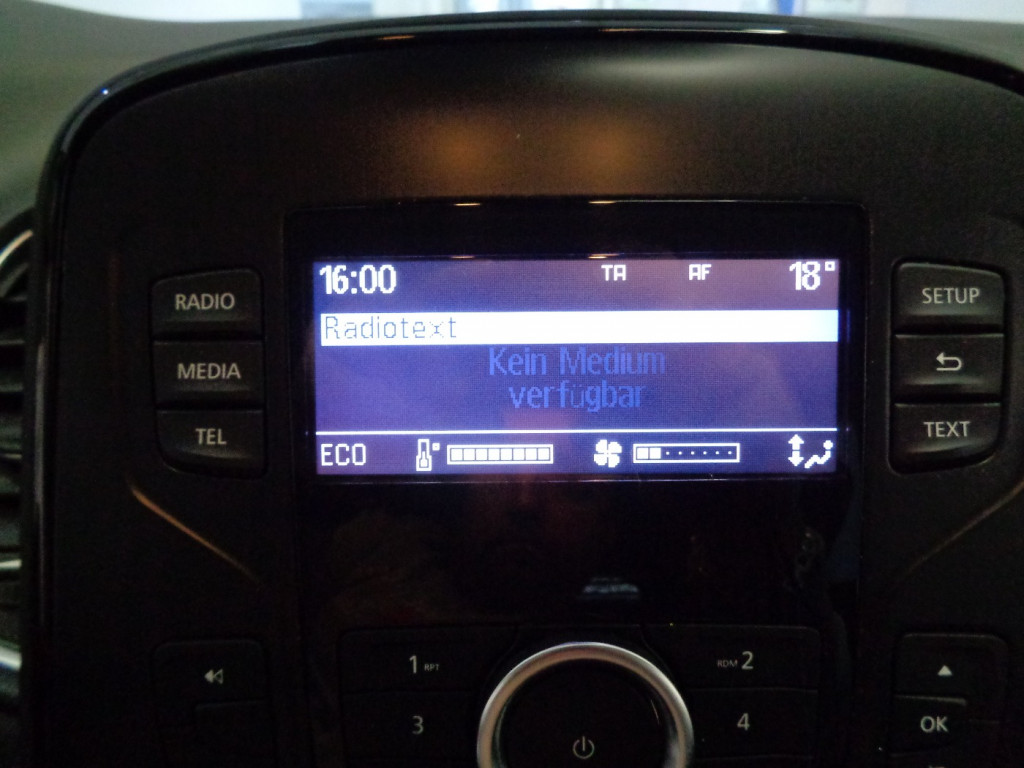 16:00 TA AF 18°
RADIO
SETUP
Radiotext
Kein Medium
verfügbar
MEDIA
TEL
TEXT
ECO
1 RPT
RDM 2
3
4
OK